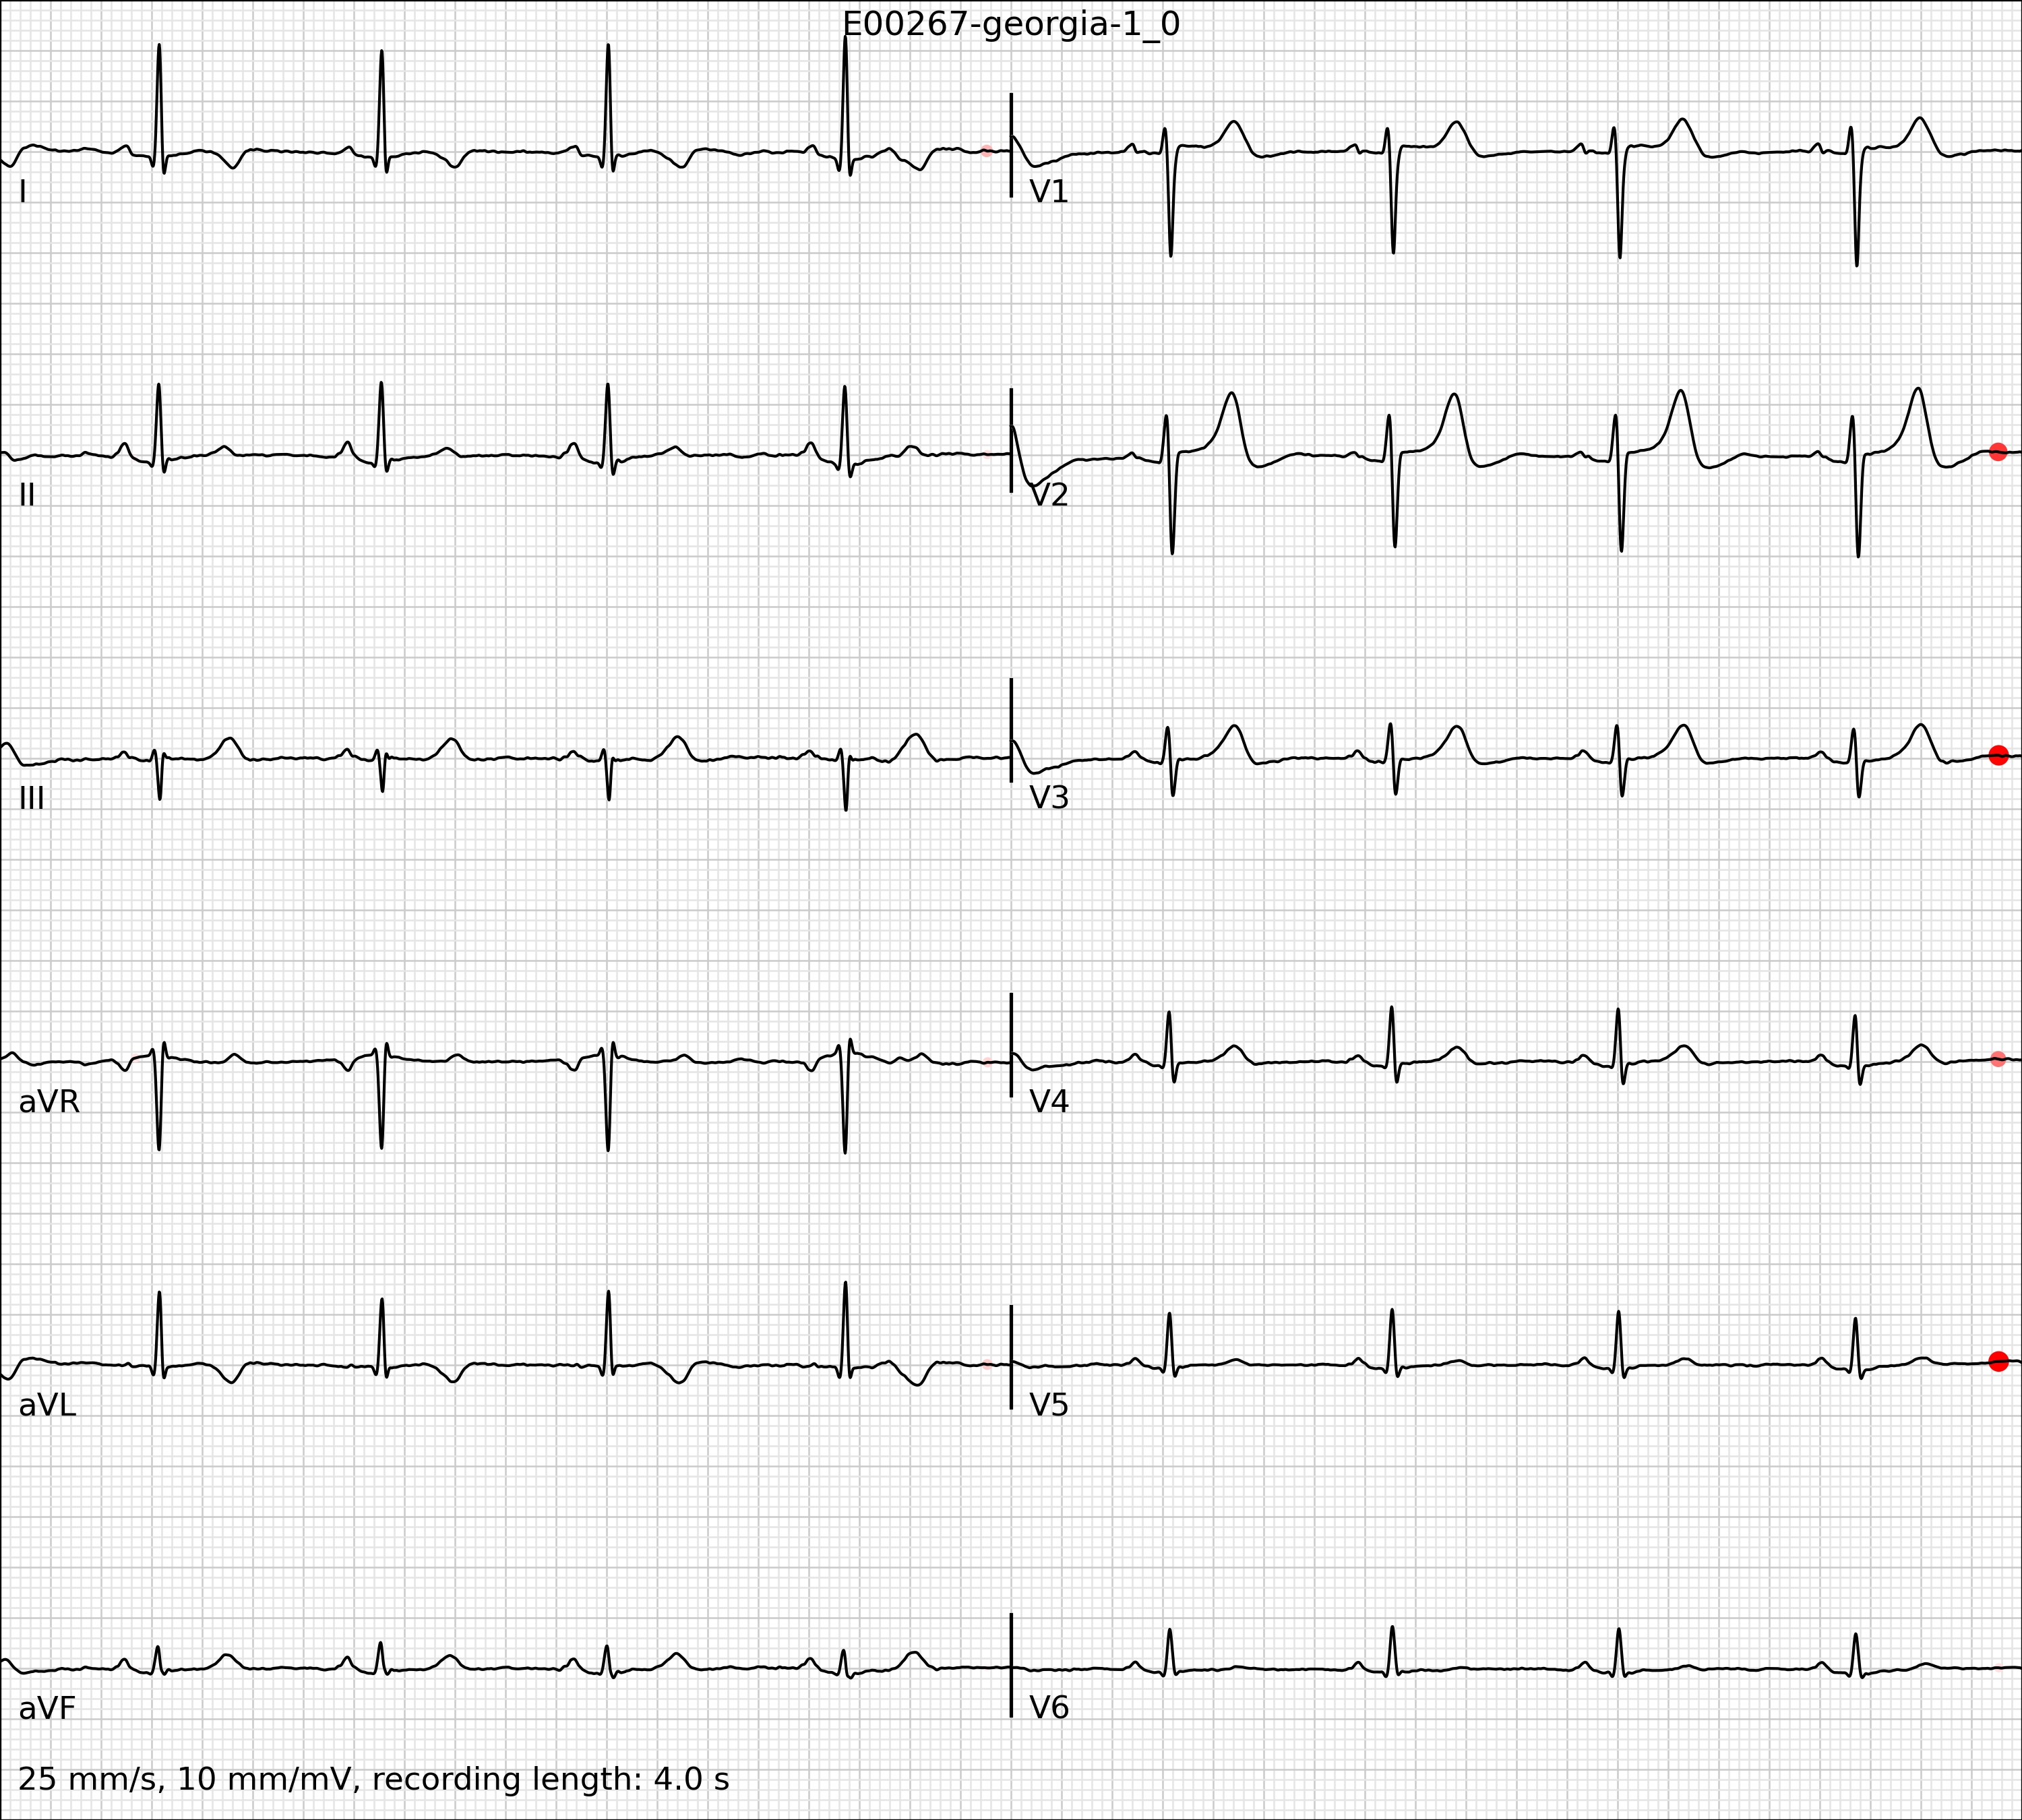 E00267-georgia-1_0
I
V1
II
V2
III
V3
aVR
V4
aVL
V5
aVF
V6
25 mm/s, 10 mm/mV, recording length: 4.0 s